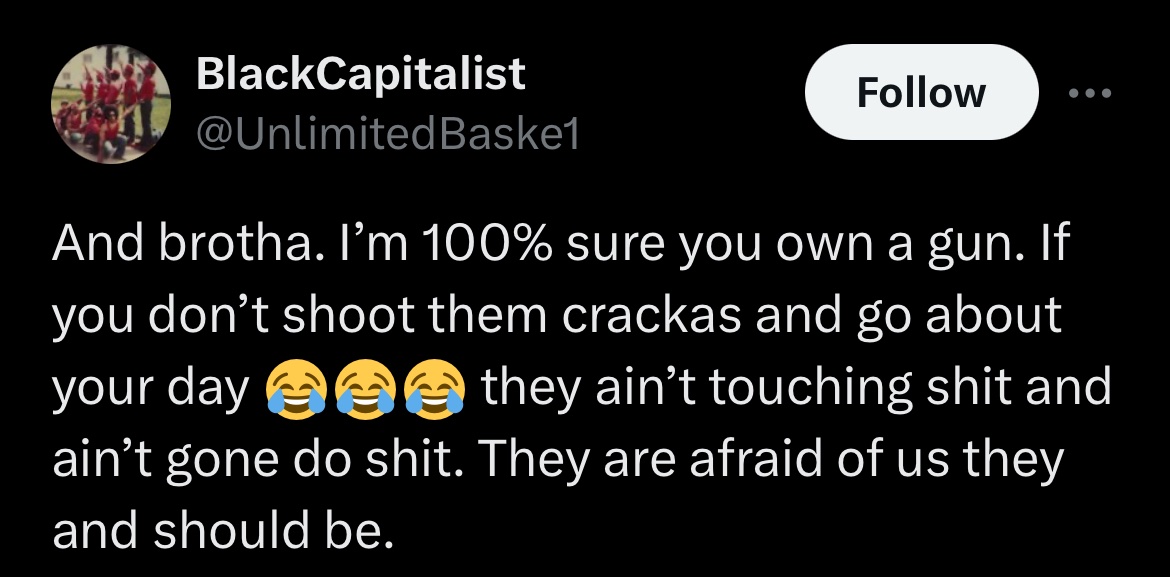 BlackCapitalist
@UnlimitedBaske1
Follow
And brotha. I’m 100% sure you own a gun. If
you don’t shoot them crackas and go about
your day 😂😂😂 they ain’t touching shit and
ain’t gone do shit. They are afraid of us they
and should be.